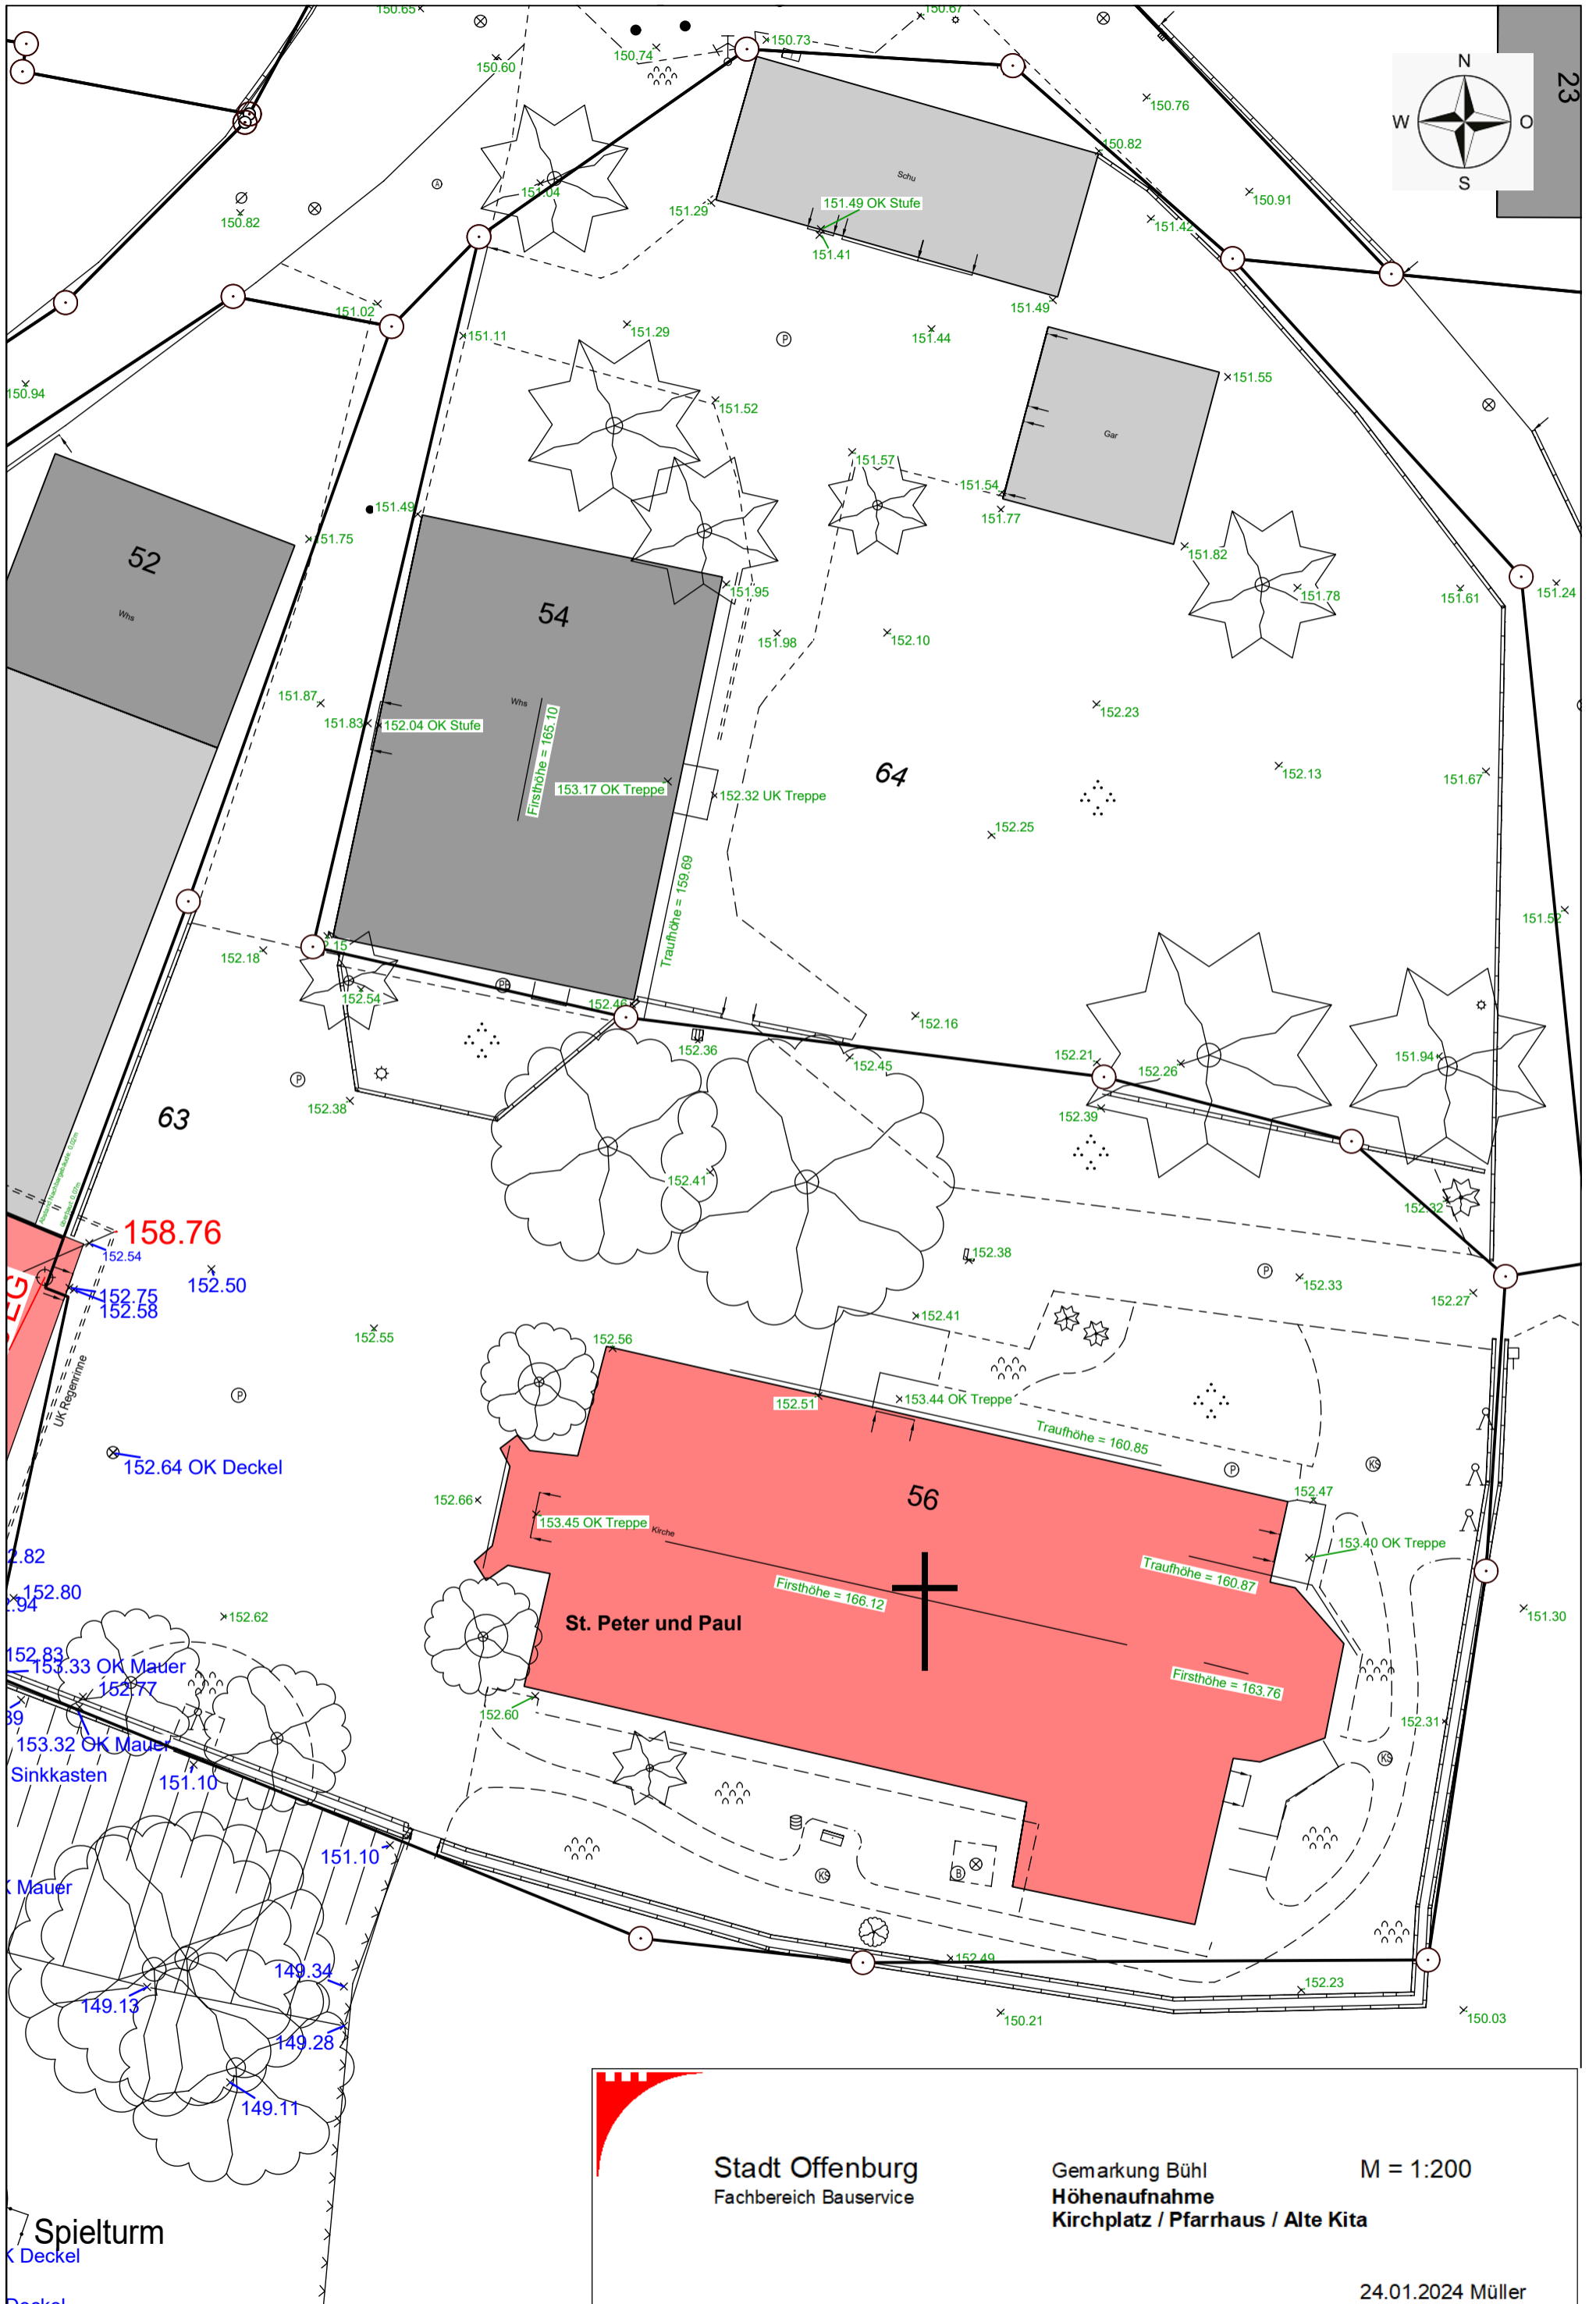 150.65
150.67
150.73
150.74
150.60
23
N
W
O
S
150.76
150.82
150.91
151.04
Schu
A
150.82
151.29
151.49 OK Stufe
151.42
151.41
151.02
151.49
151.11
151.29
P
151.44
150.94
151.55
151.52
Gar
151.57
151.54
151.49
151.77
151.75
52
151.82
Whs
54
151.95
151.78
151.61
151.24
151.98
152.10
151.87
Whs
152.23
151.83
152.04 OK Stufe
Firsthöhe = 165.10
64
152.13
151.67
153.17 OK Treppe
152.32 UK Treppe
152.25
Traufhöhe = 159.69
151.52
2.15
152.18
152.54
PB
152.46
152.16
152.36
152.45
152.21
152.26
151.94
P
152.38
152.39
63
152.41
152.32
158.76
152.54
152.38
P
152.50
152.75
152.58
152.33
152.27
EG
152.55
152.56
152.41
UK Regenrinne
P
152.51
153.44 OK Treppe
Traufhöhe = 160.85
152.64 OK Deckel
P
KS
56
152.66
152.47
153.45 OK Treppe
Kirche
153.40 OK Treppe
2.82
Traufhöhe = 160.87
Firsthöhe = 166.12
152.80
2.94
152.62
St. Peter und Paul
151.30
152.83
153.33 OK Mauer
152.77
Firsthöhe = 163.76
39
152.60
152.31
153.32 OK Mauer
KS
Sinkkasten
151.10
151.10
KS
B
K Mauer
152.49
149.34
152.23
149.13
150.21
150.03
149.28
149.11
Stadt Offenburg
Fachbereich Bauservice
Gemarkung Bühl
M = 1:200
Höhenaufnahme
Kirchplatz / Pfarrhaus / Alte Kita
Spielturm
K Deckel
24.01.2024 Müller